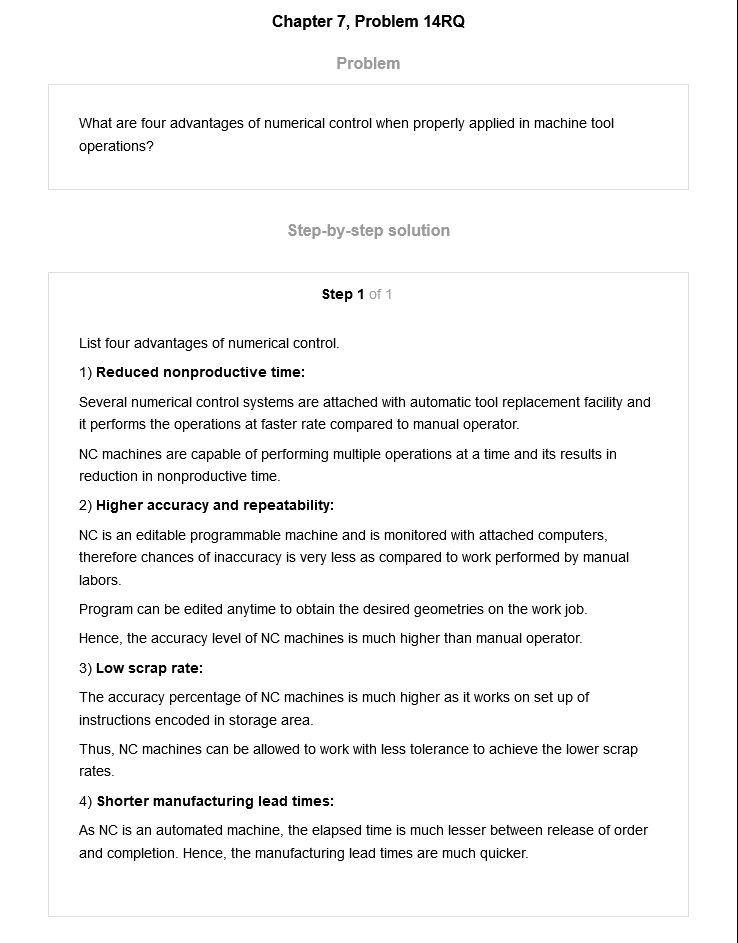 Chapter 7, Problem 14RQ
Problem
What are four advantages of numerical control when properly applied in machine tool
operations?
Step-by-step solution
Step 1 of 1
List four advantages of numerical control.
1) Reduced nonproductive time:
Several numerical control systems are attached with automatic tool replacement facility and
it performs the operations at faster rate compared to manual operator.
NC machines are capable of performing multiple operations at a time and its results in
reduction in nonproductive time.
2) Higher accuracy and repeatability:
NC is an editable programmable machine and is monitored with attached computers,
therefore chances of inaccuracy is very less as compared to work performed by manual
labors.
Program can be edited anytime to obtain the desired geometries on the work job.
Hence, the accuracy level of NC machines is much higher than manual operator.
3) Low scrap rate:
The accuracy percentage of NC machines is much higher as it works on set up of
instructions encoded in storage area.
Thus, NC machines can be allowed to work with less tolerance to achieve the lower scrap
rates.
4) Shorter manufacturing lead times:
As NC is an automated machine, the elapsed time is much lesser between release of order
and completion. Hence, the manufacturing lead times are much quicker.